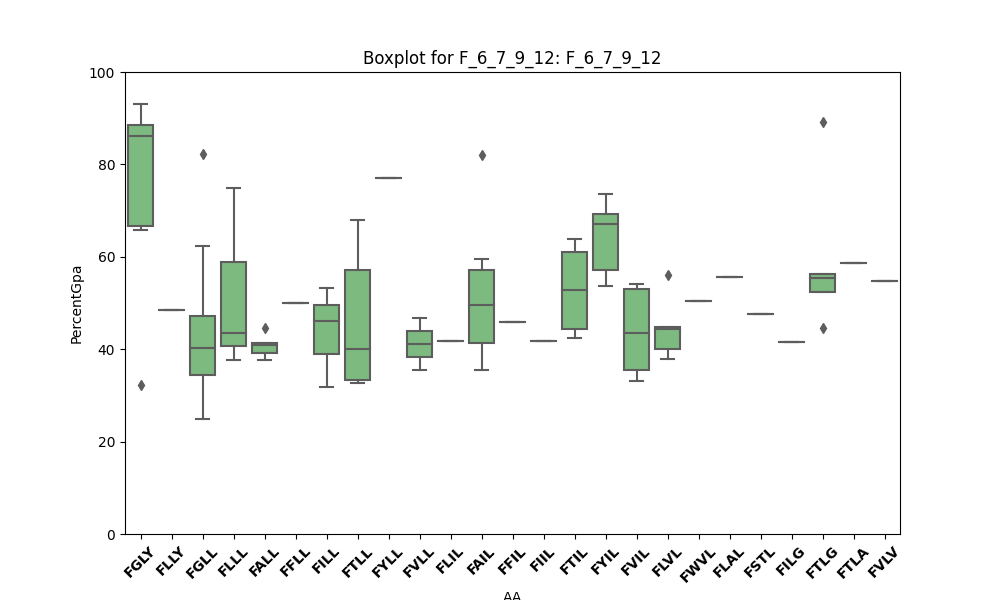 Boxplot for F_6_7_9_12: F_6_7_9_12
100
80
60
40
20
0
PercentGpa
FGLY FLLY FGLL FLLL FALL FFLL FILL FTLL FYLL FVLL FLIL FAIL FFIL FIIL FTIL FYIL FVIL FLVL FWVL FLAL FSTL FILG FTLG FTLA FVLV
AA